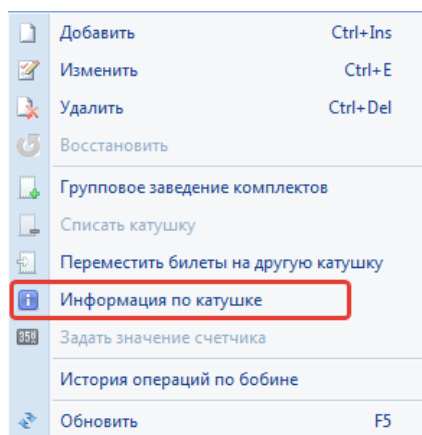 Добавить Ctrl+Ins
Изменить Ctrl+E
Удалить Ctrl+Del
Восстановить
Групповое заведение комплектов
Списать катушку
Переместить билеты на другую катушку
Информация по катушке
Задать значение счетчика
История операций по бобине
Обновить F5